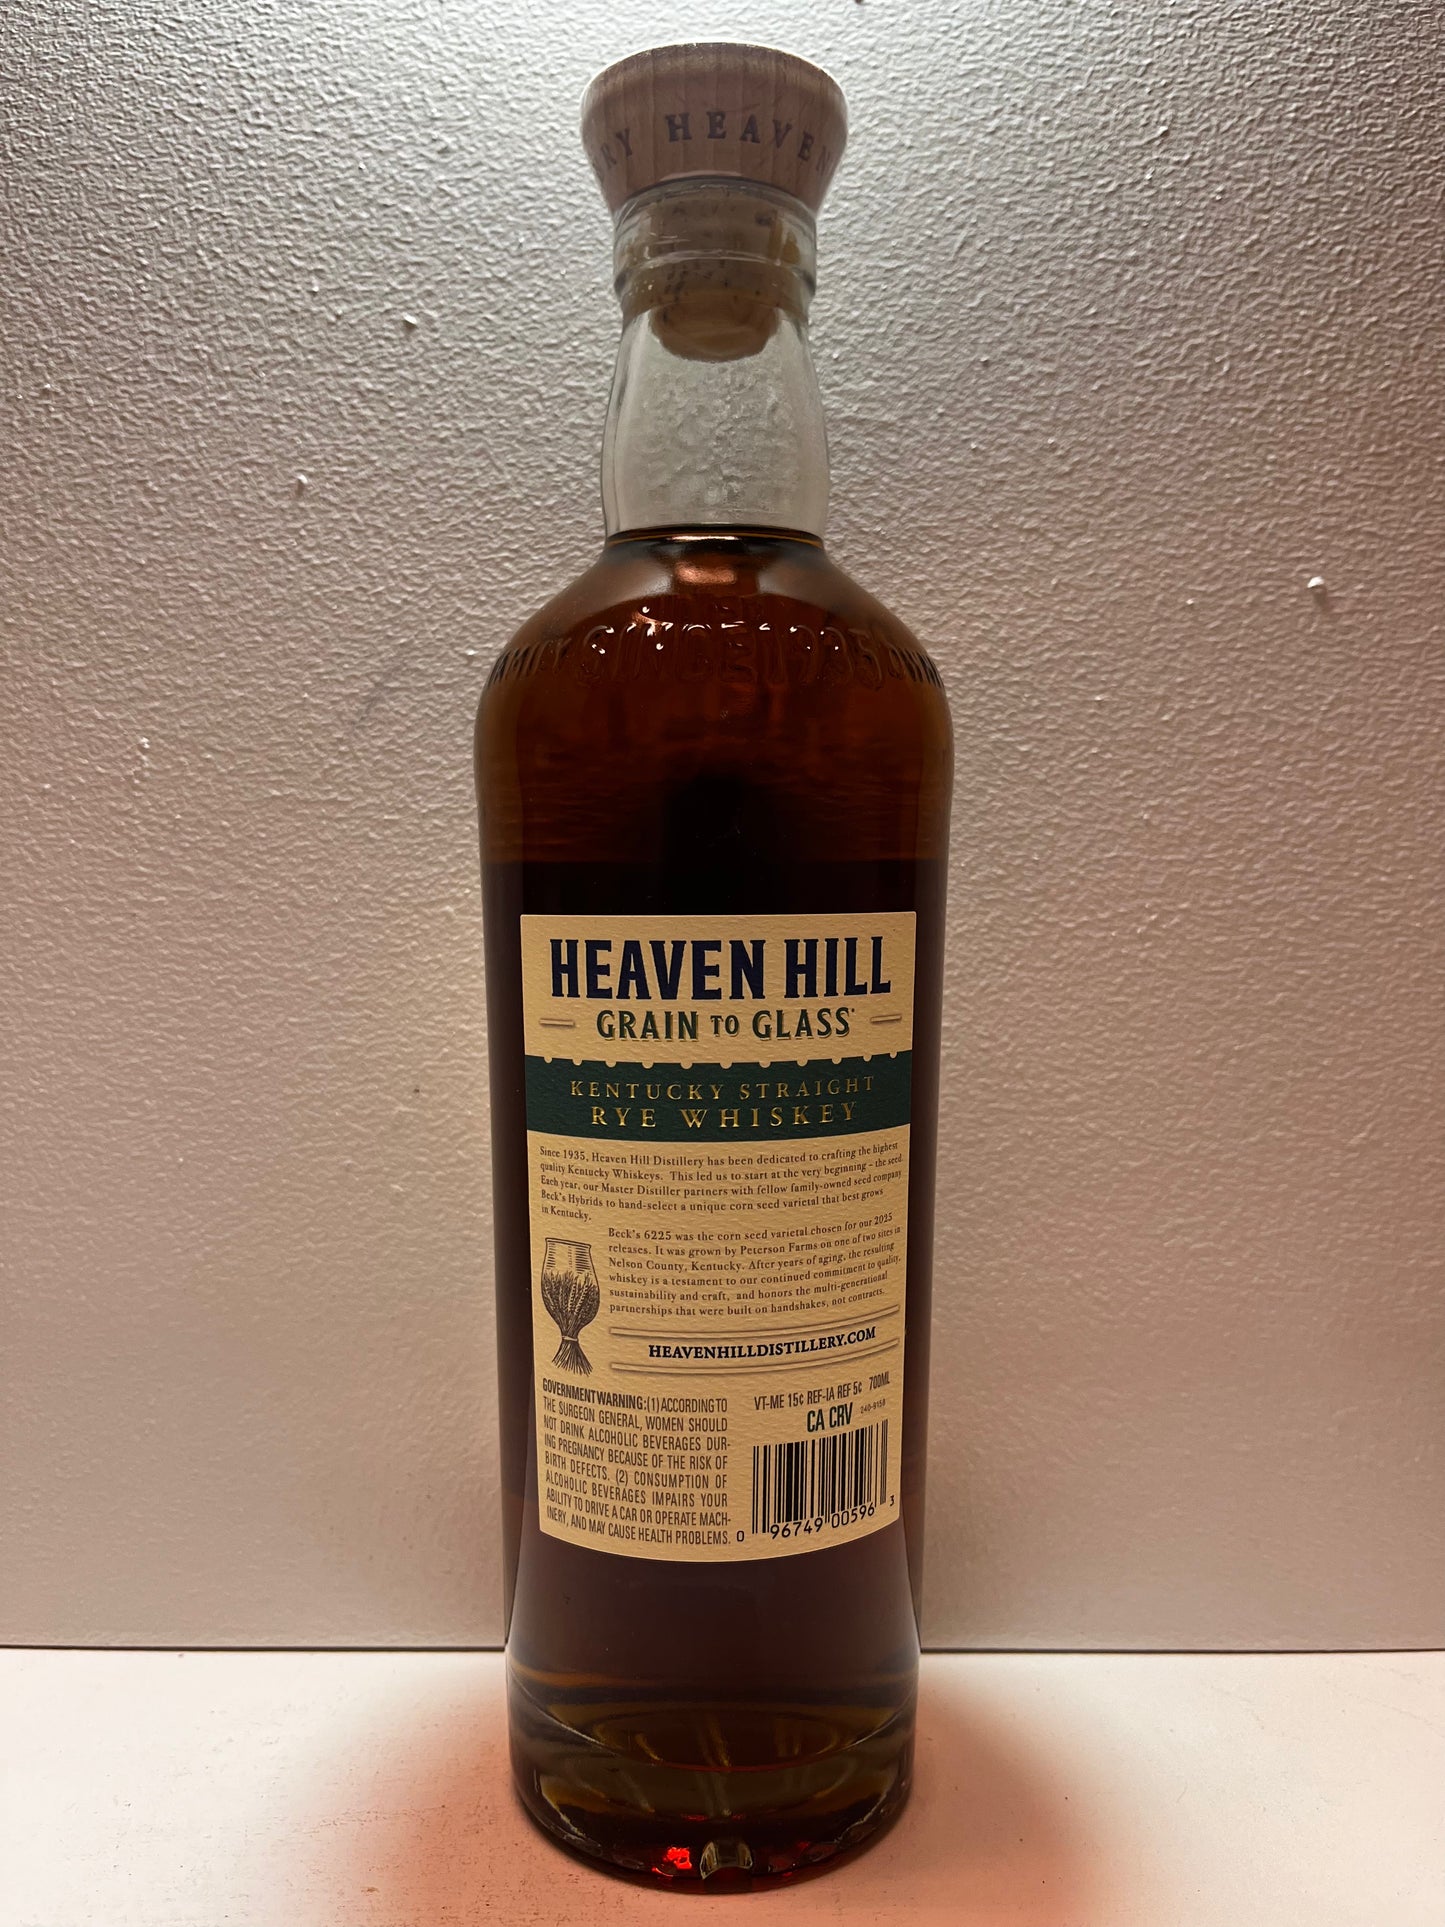 RY HEAVEN
FAMILY SINCE 1935 OWN
HEAVEN HILL
GRAIN TO GLASS
KENTUCKY STRAIGHT
RYE WHISKEY
Since 1935, Heaven Hill Distillery has been dedicated to crafting the highest
quality Kentucky Whiskeys. This led us to start at the very beginning – the seed.
Each year, our Master Distiller partners with fellow family-owned seed company
Beck's Hybrids to hand-select a unique corn seed varietal that best grows
in Kentucky.
Beck's 6225 was the corn seed varietal chosen for our 2025
releases. It was grown by Peterson Farms on one of two sites in
Nelson County, Kentucky. After years of aging, the resulting
whiskey is a testament to our continued commitment to quality,
sustainability and craft, and honors the multi-generational
partnerships that were built on handshakes, not contracts.
HEAVENHILLDISTILLERY.COM
GOVERNMENT WARNING: (1) ACCORDING TO
THE SURGEON GENERAL, WOMEN SHOULD
NOT DRINK ALCOHOLIC BEVERAGES DUR-
ING PREGNANCY BECAUSE OF THE RISK OF
BIRTH DEFECTS. (2) CONSUMPTION OF
ALCOHOLIC BEVERAGES IMPAIRS YOUR
ABILITY TO DRIVE A CAR OR OPERATE MACH-
INERY, AND MAY CAUSE HEALTH PROBLEMS.
VT-ME 15¢ REF-IA REF 5¢ 700ML
CA CRV 240-9158
0 96749 00596 3